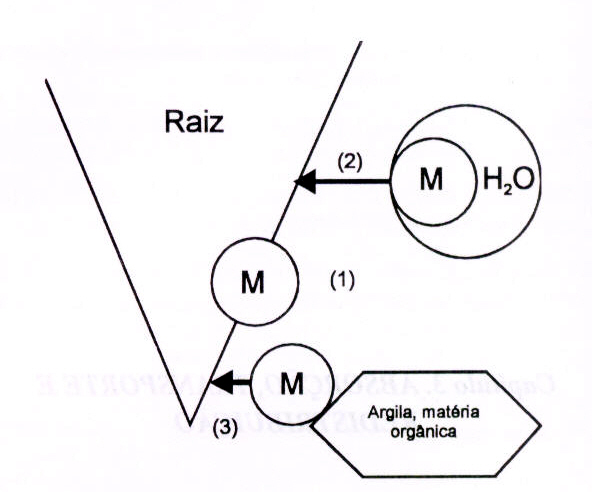 Raiz
(2)
M
H₂O
M
(1)
M
(3)
Argila, matéria
orgânica